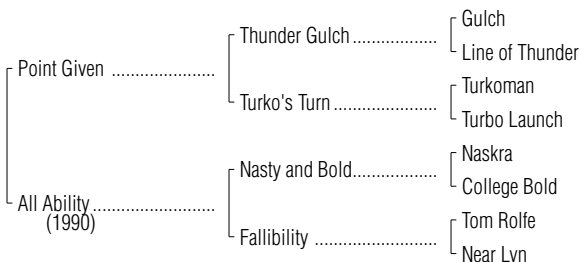 Gulch
Thunder Gulch ....................
Line of Thunder
Point Given .........................
Turkoman
Turko's Turn .........................
Turbo Launch
Naskra
Nasty and Bold....................
College Bold
All Ability..............................
(1990)
Tom Rolfe
Fallibility .............................
Near Lyn